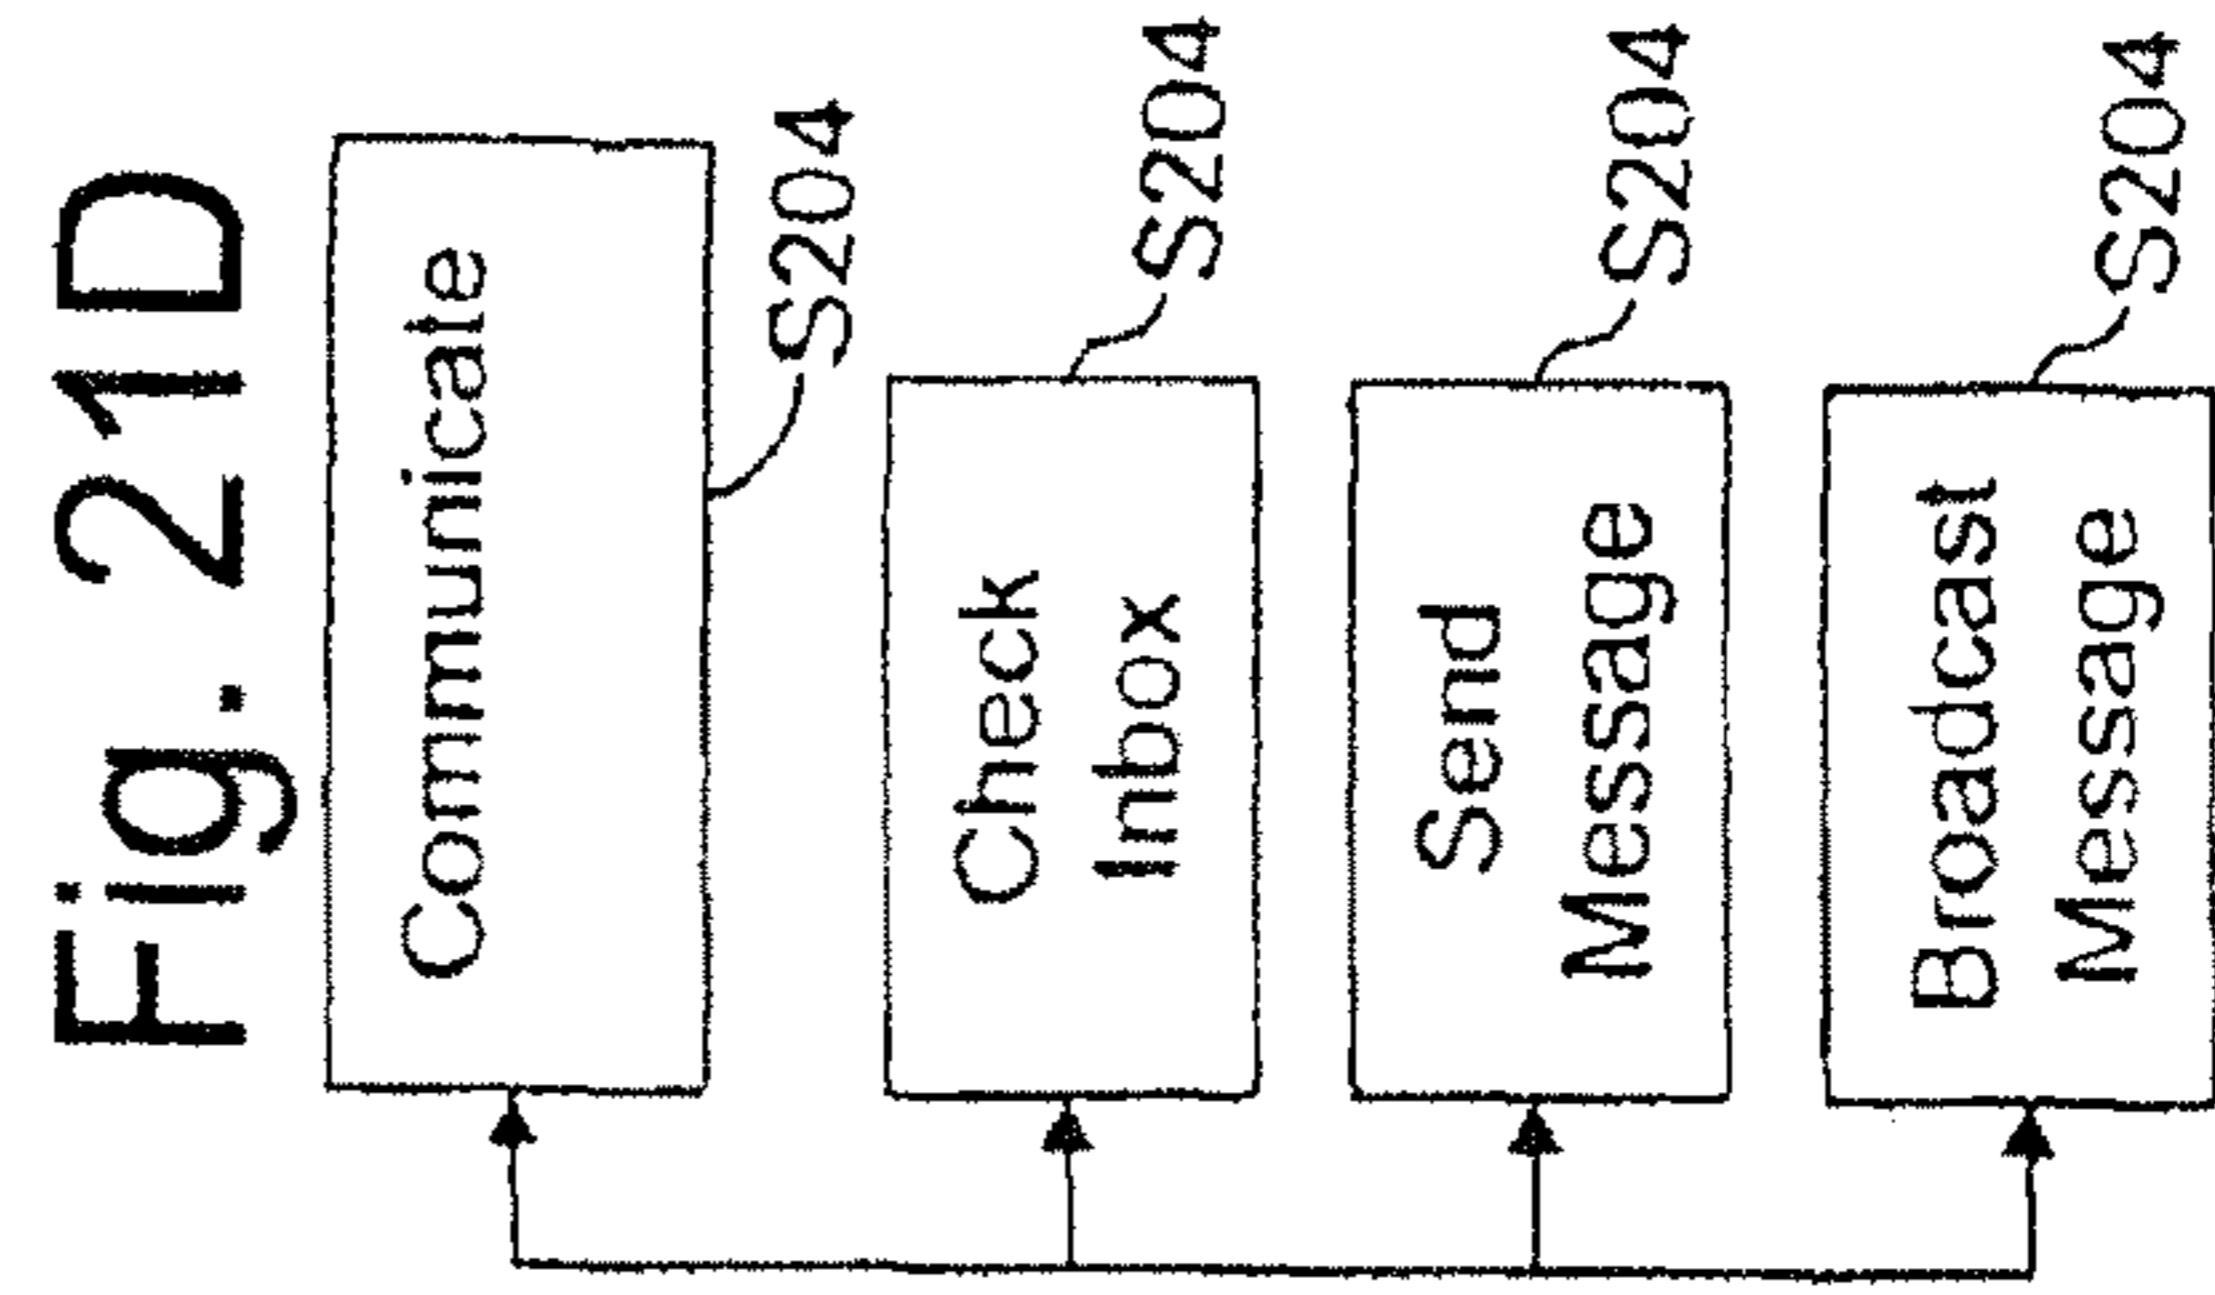 Fig. 21D
Communicate
S204
Check
Inbox
S204
Send
Message
S204
Broadcast
Message
S204